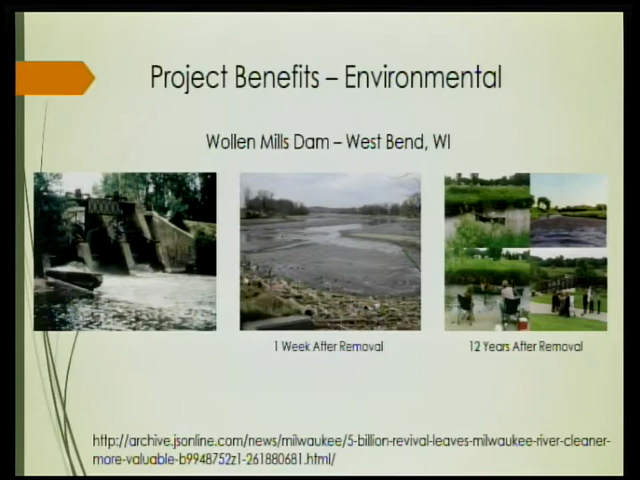 Project Benefits – Environmental
Wollen Mills Dam – West Bend, WI
1 Week After Removal
12 Years After Removal
http://archive.jsonline.com/news/milwaukee/5-billion-revival-leaves-milwaukee-river-cleaner-
more-valuable-b9948752z1-261880681.html/